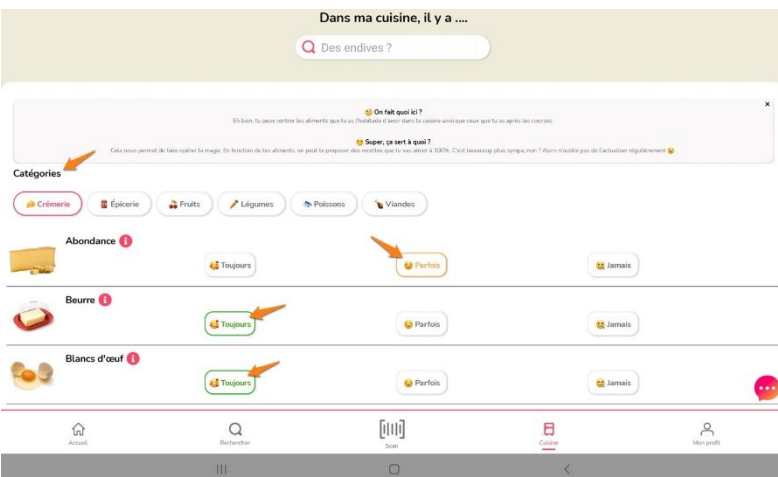 Dans ma cuisine, il y a ....
Des endives ?
On fait quoi ici ?
Eh bien, tu peux rentrer les aliments que tu as l'habitude d'avoir dans ta cuisine ainsi que ceux que tu as après tes courses.
Super, ça sert à quoi ?
Cela nous permet de faire opérer la magie. En fonction de tes aliments, on peut te proposer des recettes que tu vas aimer à 100%. C'est beaucoup plus sympa, non ? Alors n'oublie pas de l'actualiser régulièrement
Catégories
Crémerie Épicerie Fruits Légumes Poissons Viandes
Abondance
Toujours Parfois Jamais
Beurre
Toujours Parfois Jamais
Blancs d'œuf
Toujours Parfois Jamais
Accueil Rechercher Scan Cuisine Mon profil